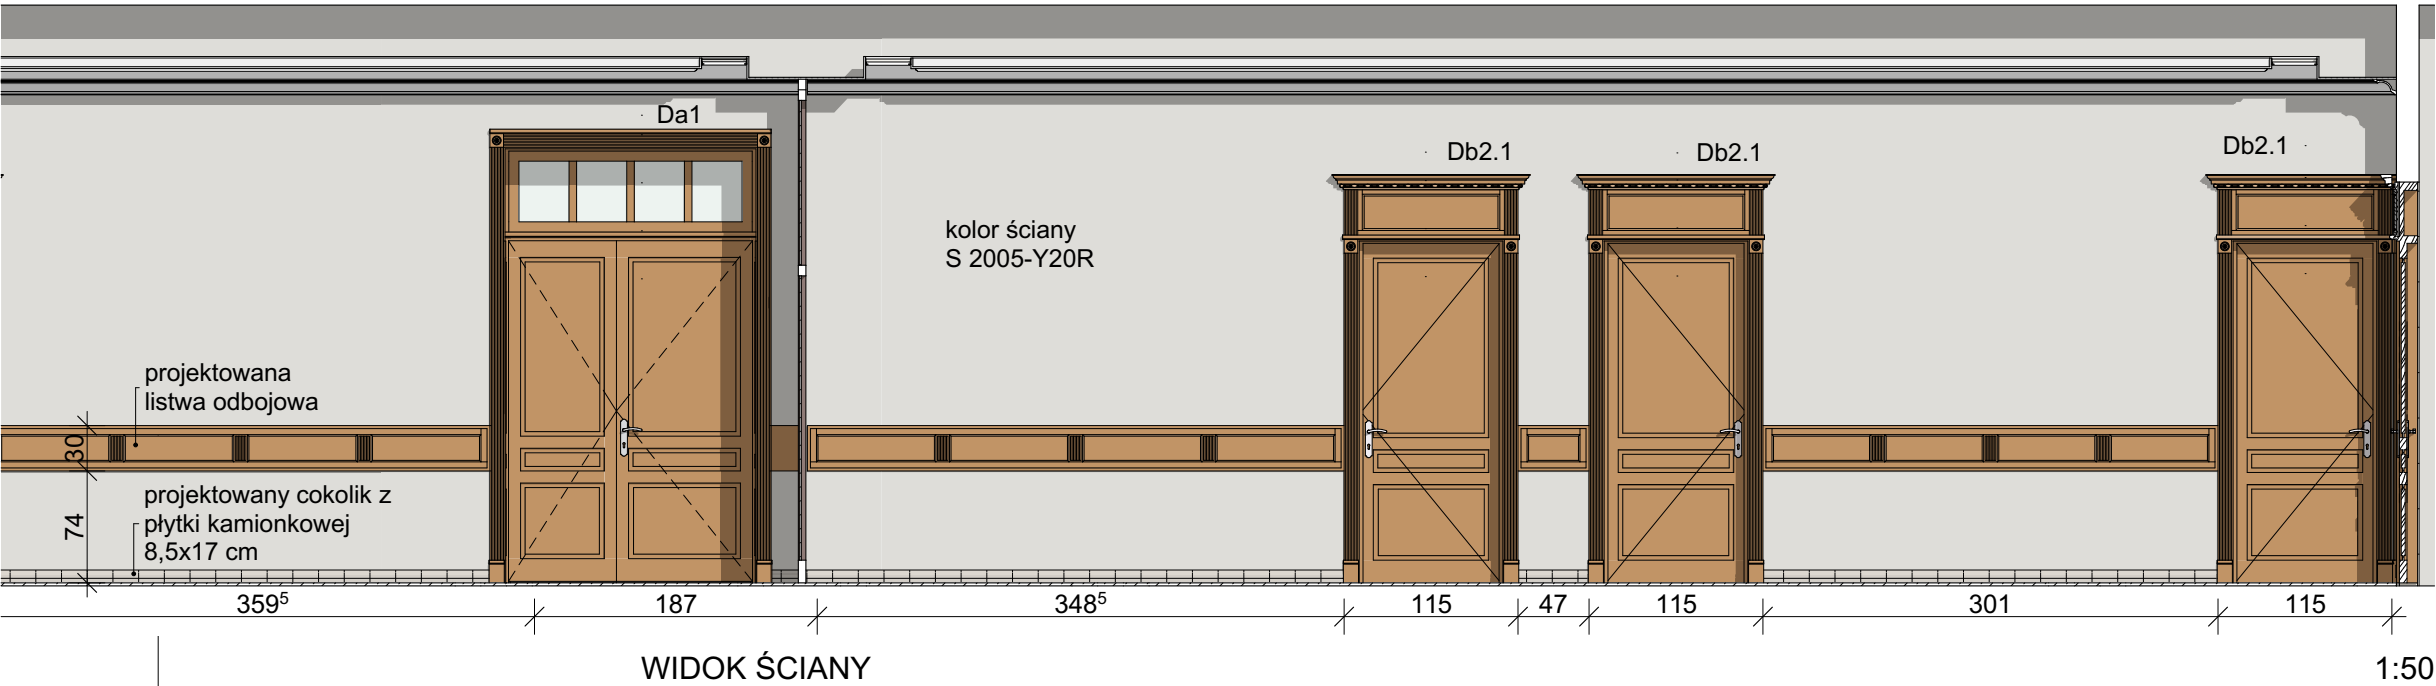 Da1
Db2.1
Db2.1
Db2.1
kolor ściany
S 2005-Y20R
projektowana
listwa odbojowa
30
projektowany cokolik z
płytki kamionkowej
8,5x17 cm
74
359⁵
187
348⁵
115
47
115
301
115
WIDOK ŚCIANY
1:50